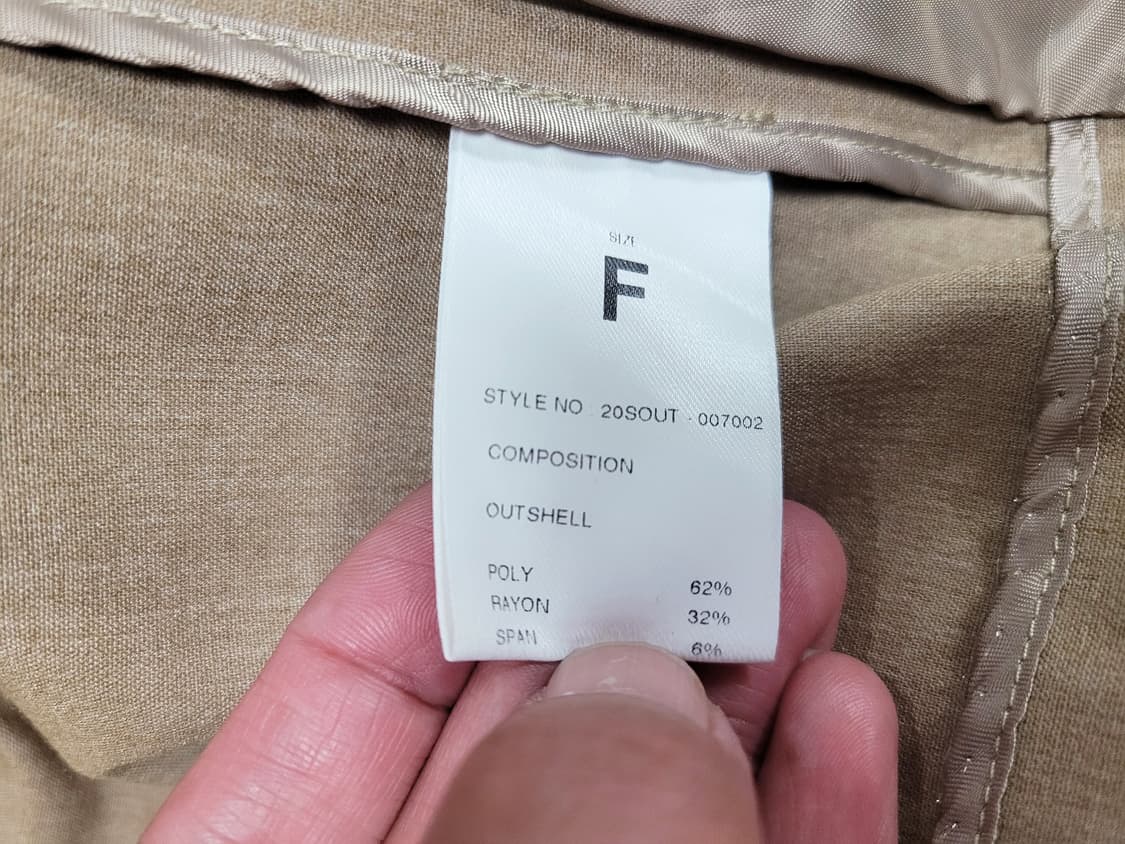 SIZE
F
STYLE NO : 20SOUT - 007002
COMPOSITION
OUTSHELL
POLY 62%
RAYON 32%
SPAN 6%